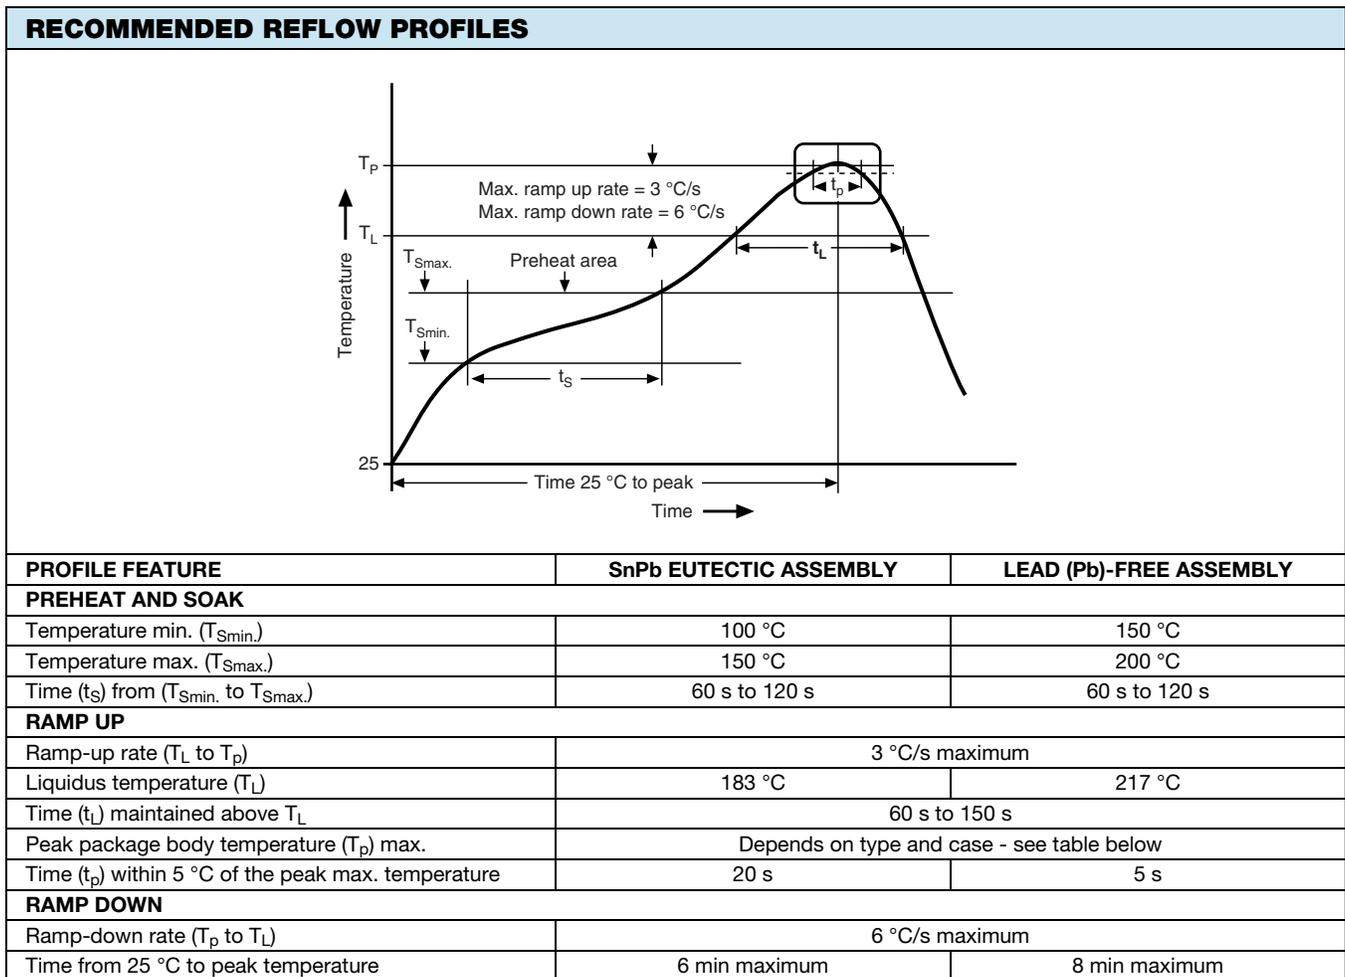 RECOMMENDED REFLOW PROFILES
TP
Max. ramp up rate = 3 °C/s
Max. ramp down rate = 6 °C/s
tp
TL
tL
TSmax.
Preheat area
Temperature
TSmin.
tS
25
Time 25 °C to peak
Time
PROFILE FEATURE SnPb EUTECTIC ASSEMBLY LEAD (Pb)-FREE ASSEMBLY
PREHEAT AND SOAK
Temperature min. (TSmin.) 100 °C 150 °C
Temperature max. (TSmax.) 150 °C 200 °C
Time (tS) from (TSmin. to TSmax.) 60 s to 120 s 60 s to 120 s
RAMP UP
Ramp-up rate (TL to Tp) 3 °C/s maximum
Liquidus temperature (TL) 183 °C 217 °C
Time (tL) maintained above TL 60 s to 150 s
Peak package body temperature (Tp) max. Depends on type and case - see table below
Time (tp) within 5 °C of the peak max. temperature 20 s 5 s
RAMP DOWN
Ramp-down rate (Tp to TL) 6 °C/s maximum
Time from 25 °C to peak temperature 6 min maximum 8 min maximum